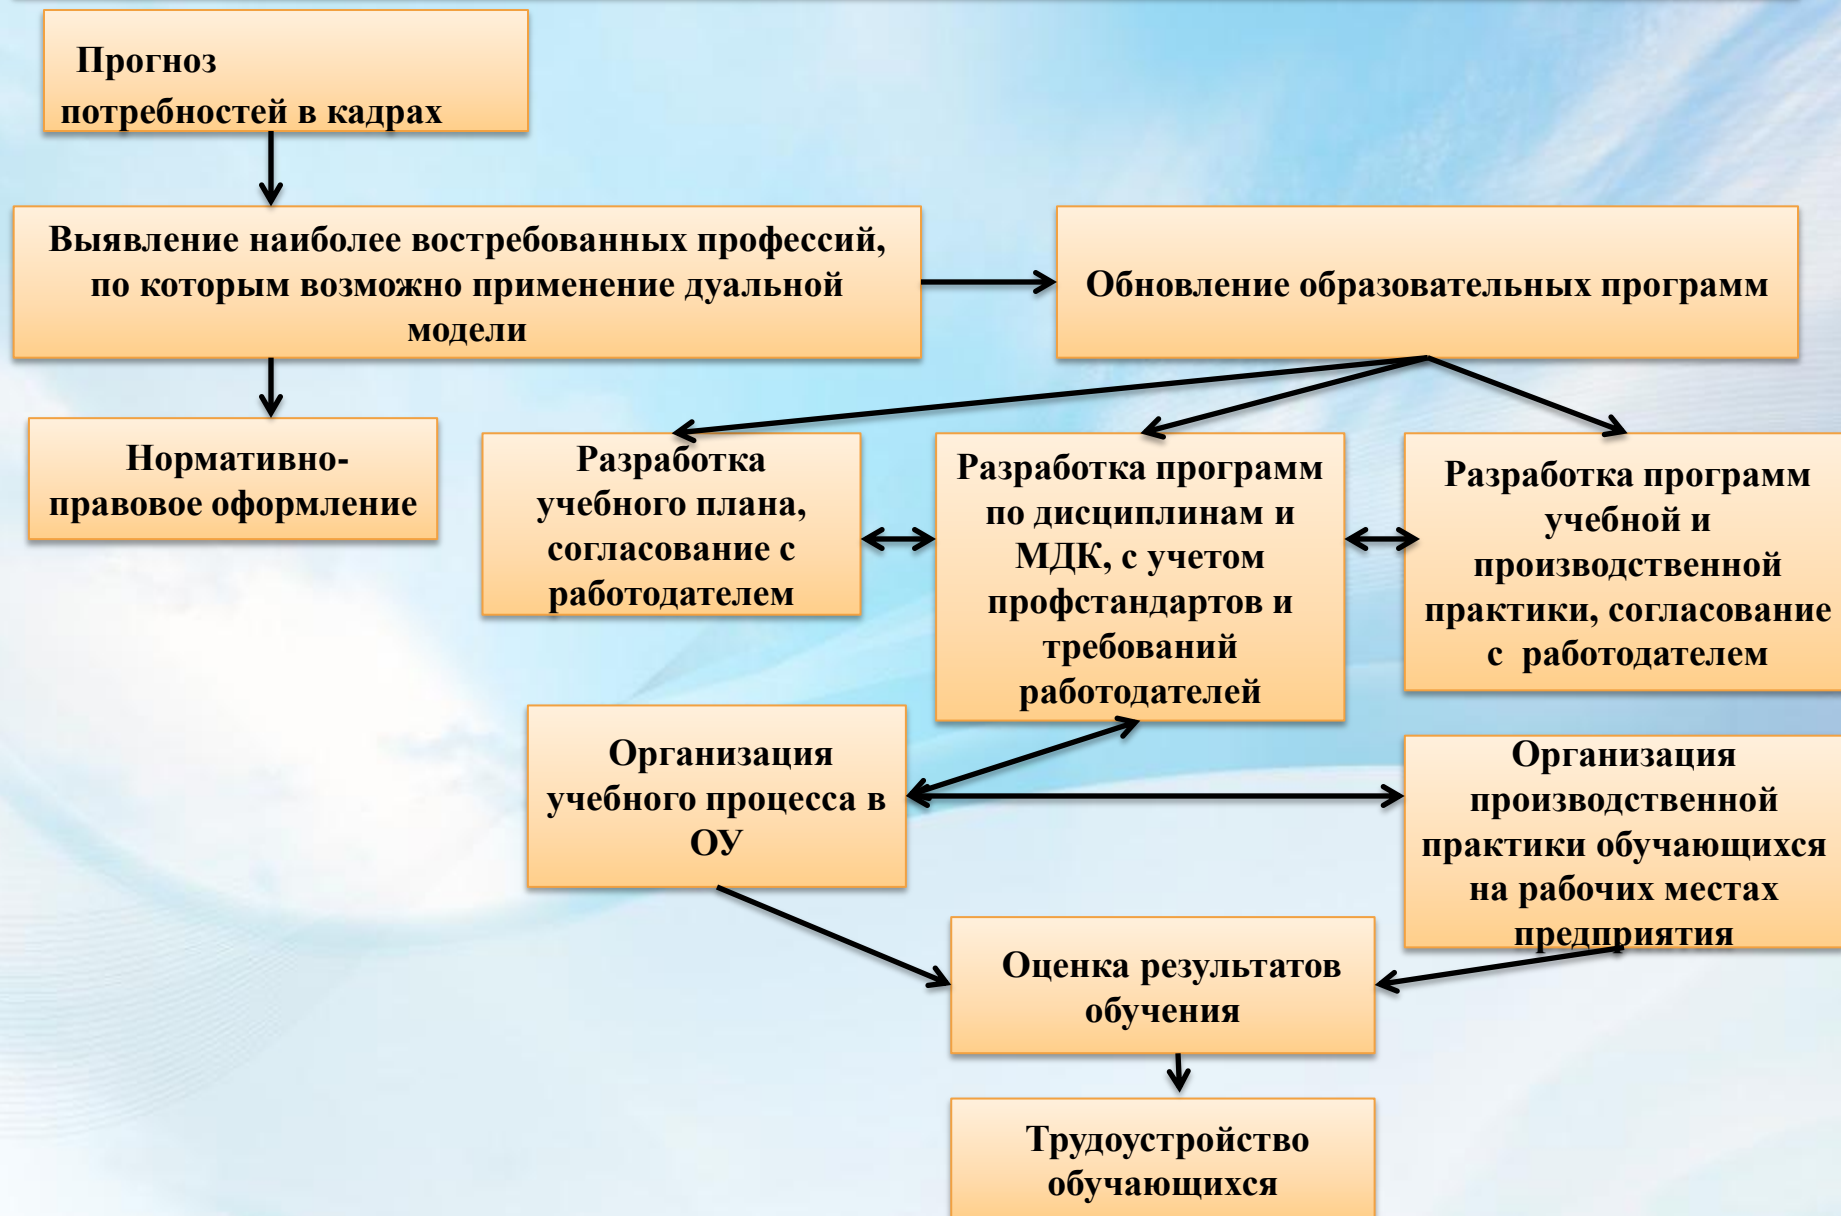 Прогноз
потребностей в кадрах
Выявление наиболее востребованных профессий,
по которым возможно применение дуальной
модели
Обновление образовательных программ
Нормативно-
правовое оформление
Разработка
учебного плана,
согласование с
работодателем
Разработка программ
по дисциплинам и
МДК, с учетом
профстандартов и
требований
работодателей
Разработка программ
учебной и
производственной
практики, согласование
с работодателем
Организация
учебного процесса в
ОУ
Организация
производственной
практики обучающихся
на рабочих местах
предприятия
Оценка результатов
обучения
Трудоустройство
обучающихся